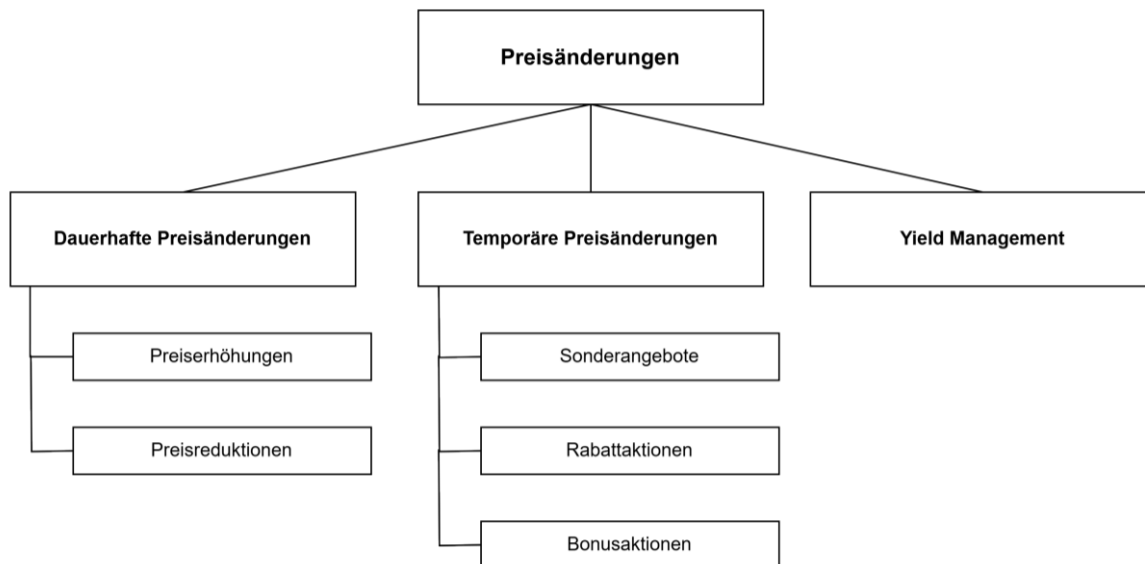 Preisänderungen
Dauerhafte Preisänderungen
Temporäre Preisänderungen
Yield Management
Preiserhöhungen
Sonderangebote
Preisreduktionen
Rabattaktionen
Bonusaktionen